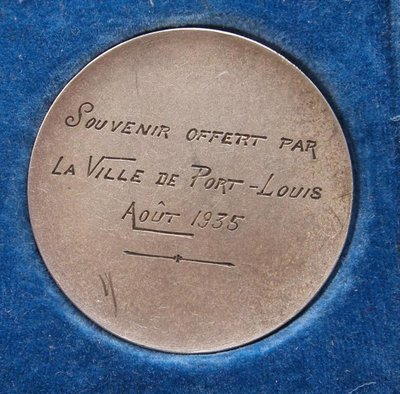 SOUVENIR OFFERT PAR
LA VILLE DE PORT-LOUIS
AOÛT 1935